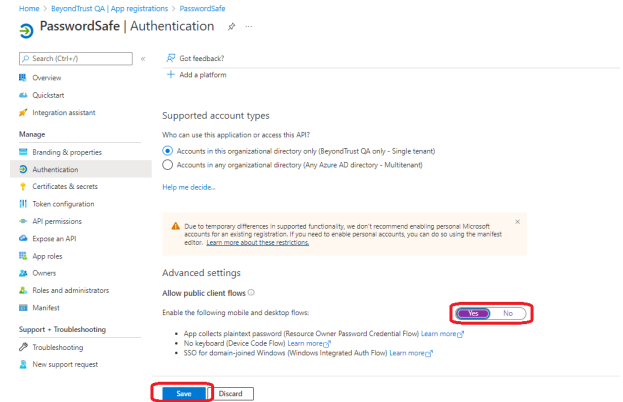 Home > BeyondTrust QA | App registrations > PasswordSafe
PasswordSafe | Authentication
Search (Ctrl+/)
«
Got feedback?
Overview
+ Add a platform
Quickstart
Integration assistant
Supported account types
Manage
Who can use this application or access this API?
Branding & properties
Accounts in this organizational directory only (BeyondTrust QA only - Single tenant)
Authentication
Accounts in any organizational directory (Any Azure AD directory - Multitenant)
Certificates & secrets
Help me decide...
Token configuration
API permissions
Due to temporary differences in supported functionality, we don't recommend enabling personal Microsoft
accounts for an existing registration. If you need to enable personal accounts, you can do so using the manifest
editor. Learn more about these restrictions.
Expose an API
App roles
Owners
Advanced settings
Roles and administrators
Allow public client flows
Manifest
Enable the following mobile and desktop flows:
Yes No
Support + Troubleshooting
• App collects plaintext password (Resource Owner Password Credential Flow) Learn more
• No keyboard (Device Code Flow) Learn more
• SSO for domain-joined Windows (Windows Integrated Auth Flow) Learn more
Troubleshooting
New support request
Save Discard